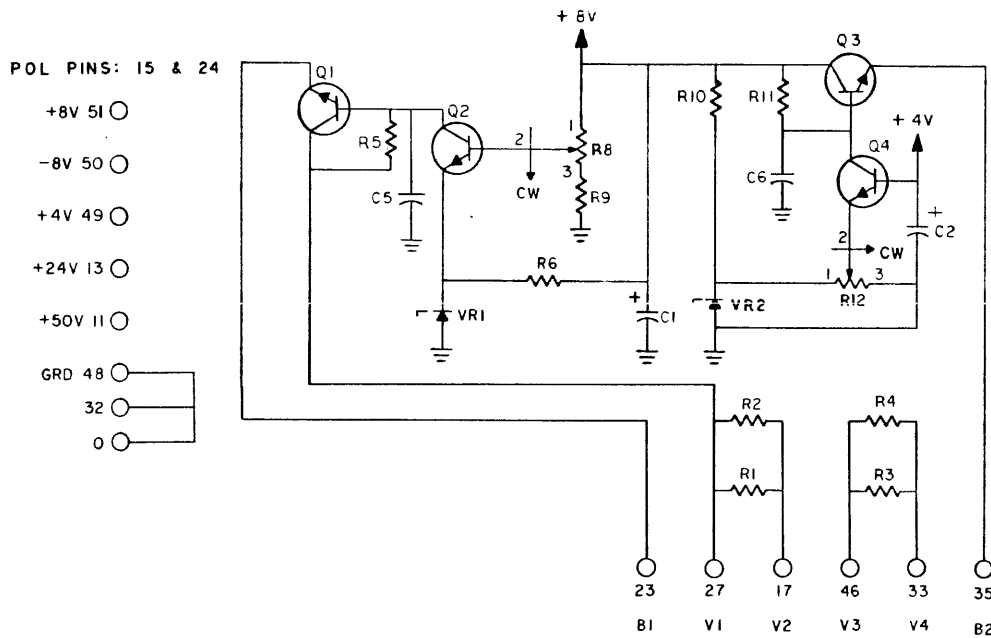 POL PINS: 15 & 24
+8V 51
-8V 50
+4V 49
+24V 13
+50V 11
GRD 48
32
0
Q1
R5
C5
Q2
2
CW
+ 8V
1
R8
3
R9
R6
VR1
+
C1
R10
R11
C6
Q3
Q4
+ 4V
+
C2
2
CW
1
3
R12
VR2
R2
R1
R4
R3
23
27
17
46
33
35
B1
V1
V2
V3
V4
B2